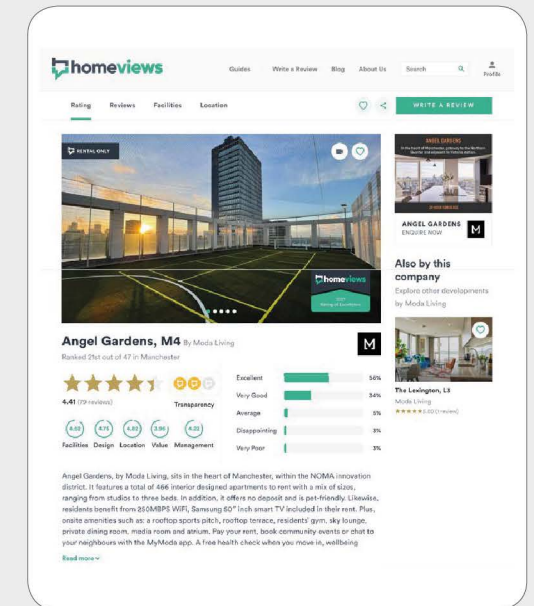 homeviews
Guides Write a Review Blog About Us Search Profile
Rating Reviews Facilities Location WRITE A REVIEW
RENTAL ONLY
homeviews
ANGEL GARDENS
ANGEL GARDENS
ENQUIRE NOW
M
Also by this
company
Explore other developments
by Moda Living
Angel Gardens, M4 By Moda Living
M
Ranked 21st out of 47 in Manchester
4.41 (79 reviews)
Transparency
Facilities Design Location Value Management
Excellent 56%
Very Good 34%
Average 5%
Disappointing 3%
Very Poor 3%
The Lexington, L3
Moda Living
Angel Gardens, by Moda Living, sits in the heart of Manchester, within the NOMA innovation
district. It features a total of 466 interior designed apartments to rent with a mix of sizes,
ranging from studios to three beds. In addition, it offers no deposit and is pet-friendly. Likewise,
residents benefit from 250MBPS WiFi, Samsung 50" inch smart TV included in their rent. Plus,
onsite amenities such as: a rooftop sports pitch, rooftop terrace, residents' gym, sky lounge,
private dining room, media room and atrium. Pay your rent, book community events or chat to
your neighbours with the MyModa app. A free health check when you move in, wellbeing
Read more